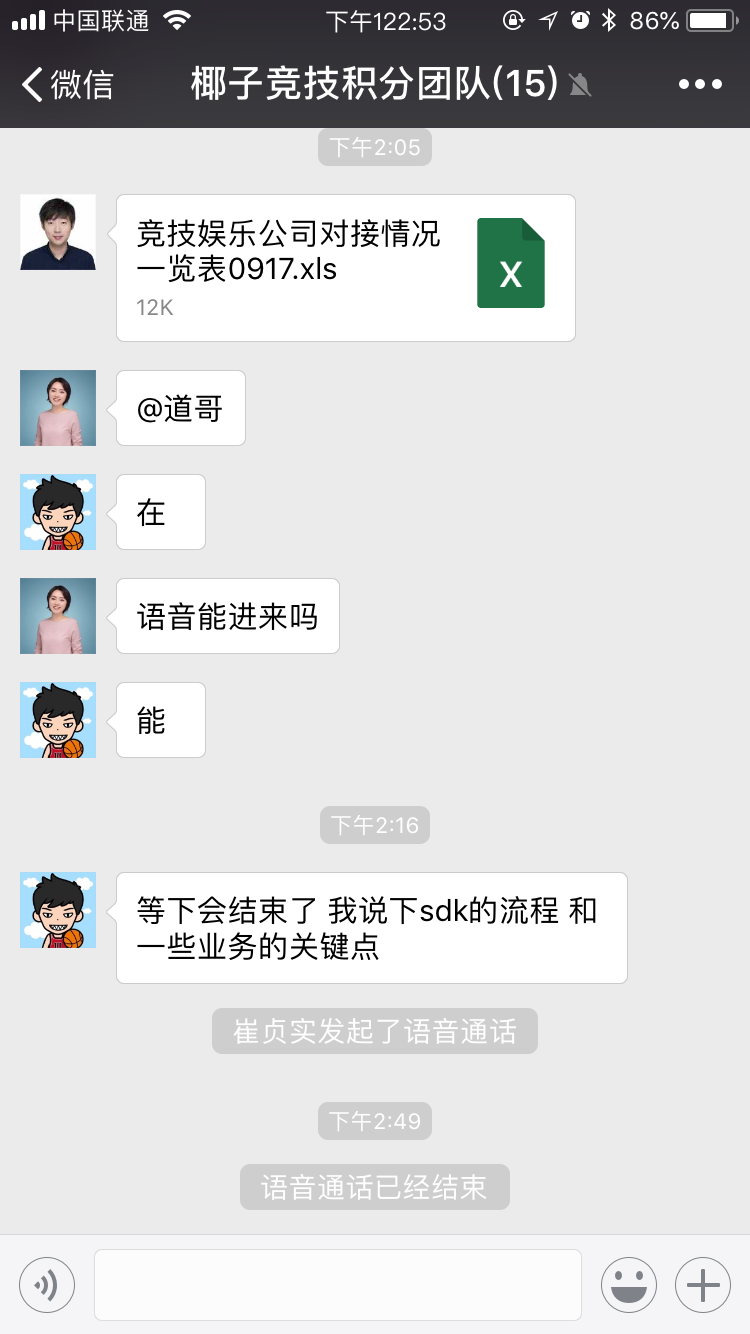 中国联通 下午122:53 86%
微信 椰子竞技积分团队(15)
下午2:05
竞技娱乐公司对接情况
一览表0917.xls
12K
X
@道哥
在
语音能进来吗
能
下午2:16
等下会结束了 我说下sdk的流程 和
一些业务的关键点
崔贞实发起了语音通话
下午2:49
语音通话已经结束